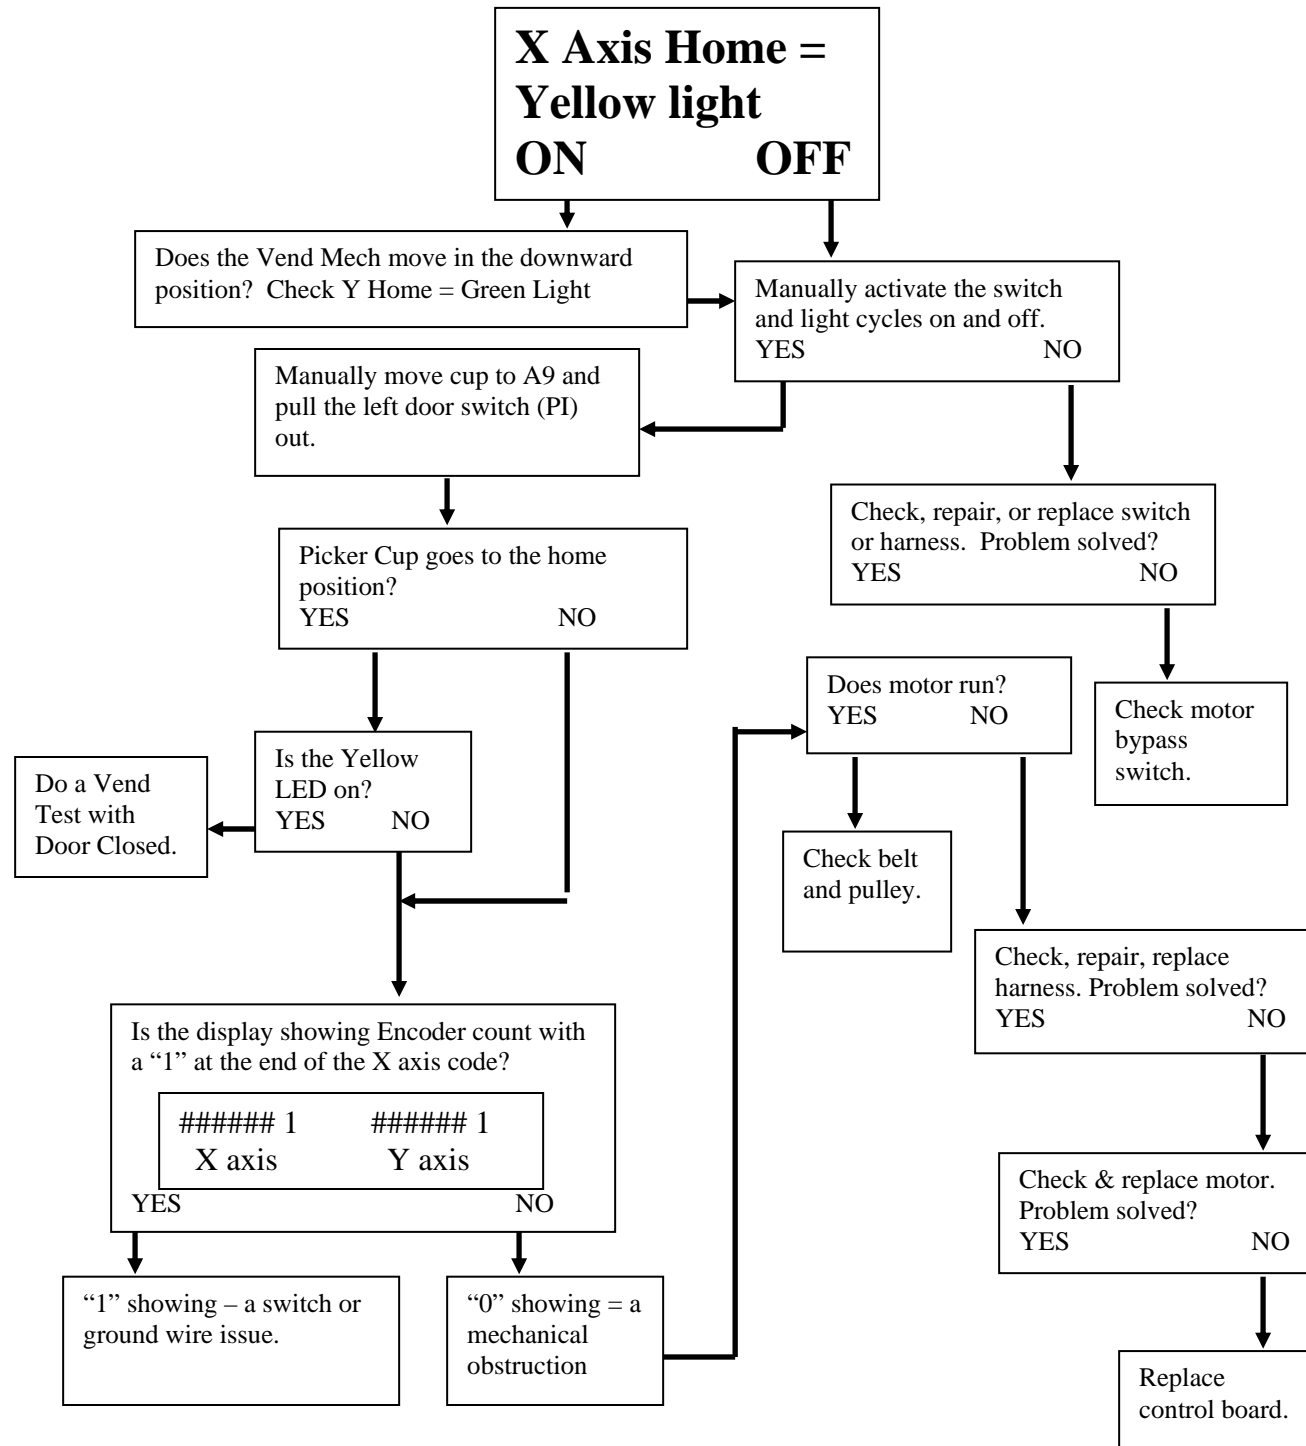 X Axis Home =
Yellow light
ON OFF
Does the Vend Mech move in the downward
position? Check Y Home = Green Light
Manually activate the switch
and light cycles on and off.
YES NO
Manually move cup to A9 and
pull the left door switch (PI)
out.
Check, repair, or replace switch
or harness. Problem solved?
YES NO
Picker Cup goes to the home
position?
YES NO
Does motor run?
YES NO
Check motor
bypass
switch.
Is the Yellow
LED on?
YES NO
Do a Vend
Test with
Door Closed.
Check belt
and pulley.
Check, repair, replace
harness. Problem solved?
YES NO
Is the display showing Encoder count with
a “1” at the end of the X axis code?
###### 1 ###### 1
X axis Y axis
YES NO
Check & replace motor.
Problem solved?
YES NO
“1” showing – a switch or
ground wire issue.
“0” showing = a
mechanical
obstruction
Replace
control board.